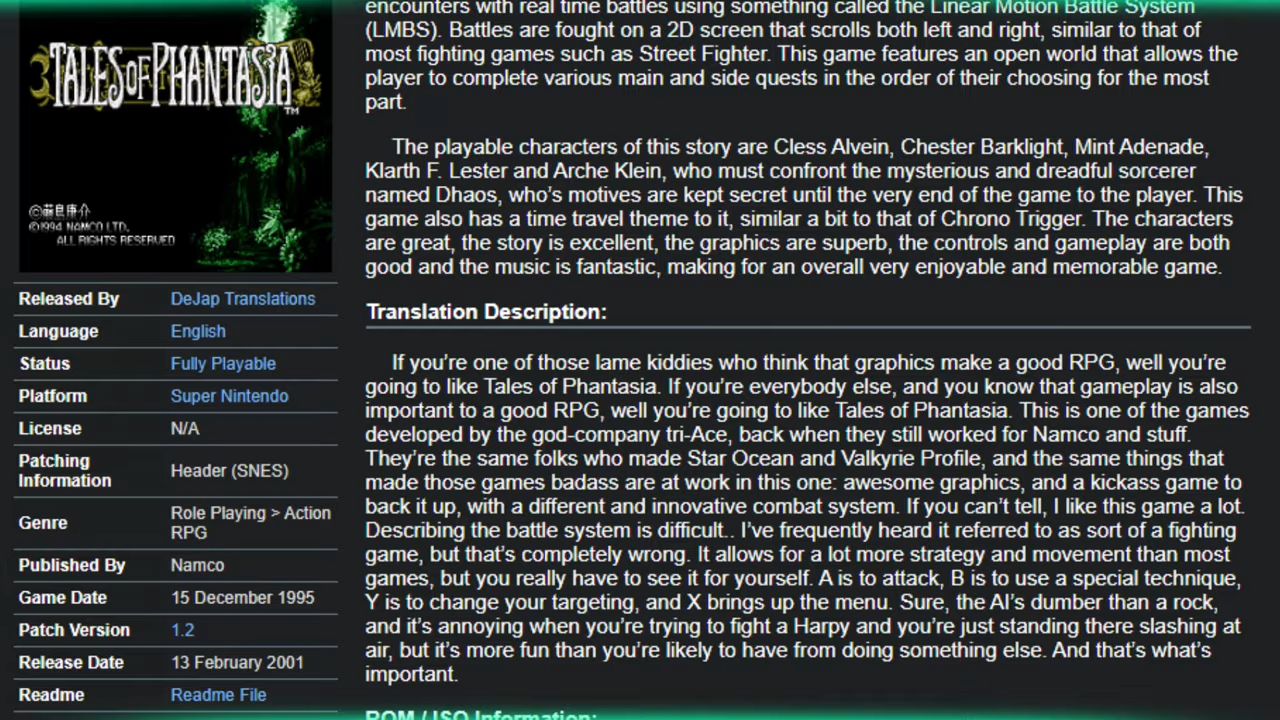 TALES OF PHANTASIA
TM
©藤島康介
©1994 NAMCO LTD.
ALL RIGHTS RESERVED
Released By DeJap Translations
Language English
Status Fully Playable
Platform Super Nintendo
License N/A
Patching
Information Header (SNES)
Genre Role Playing > Action
RPG
Published By Namco
Game Date 15 December 1995
Patch Version 1.2
Release Date 13 February 2001
Readme Readme File
encounters with real time battles using something called the Linear Motion Battle System
(LMBS). Battles are fought on a 2D screen that scrolls both left and right, similar to that of
most fighting games such as Street Fighter. This game features an open world that allows the
player to complete various main and side quests in the order of their choosing for the most
part.
The playable characters of this story are Cless Alvein, Chester Barklight, Mint Adenade,
Klarth F. Lester and Arche Klein, who must confront the mysterious and dreadful sorcerer
named Dhaos, who’s motives are kept secret until the very end of the game to the player. This
game also has a time travel theme to it, similar a bit to that of Chrono Trigger. The characters
are great, the story is excellent, the graphics are superb, the controls and gameplay are both
good and the music is fantastic, making for an overall very enjoyable and memorable game.
Translation Description:
If you’re one of those lame kiddies who think that graphics make a good RPG, well you’re
going to like Tales of Phantasia. If you’re everybody else, and you know that gameplay is also
important to a good RPG, well you’re going to like Tales of Phantasia. This is one of the games
developed by the god-company tri-Ace, back when they still worked for Namco and stuff.
They’re the same folks who made Star Ocean and Valkyrie Profile, and the same things that
made those games badass are at work in this one: awesome graphics, and a kickass game to
back it up, with a different and innovative combat system. If you can’t tell, I like this game a lot.
Describing the battle system is difficult.. I’ve frequently heard it referred to as sort of a fighting
game, but that’s completely wrong. It allows for a lot more strategy and movement than most
games, but you really have to see it for yourself. A is to attack, B is to use a special technique,
Y is to change your targeting, and X brings up the menu. Sure, the AI’s dumber than a rock,
and it’s annoying when you’re trying to fight a Harpy and you’re just standing there slashing at
air, but it’s more fun than you’re likely to have from doing something else. And that’s what’s
important.
ROM / ISO Information: